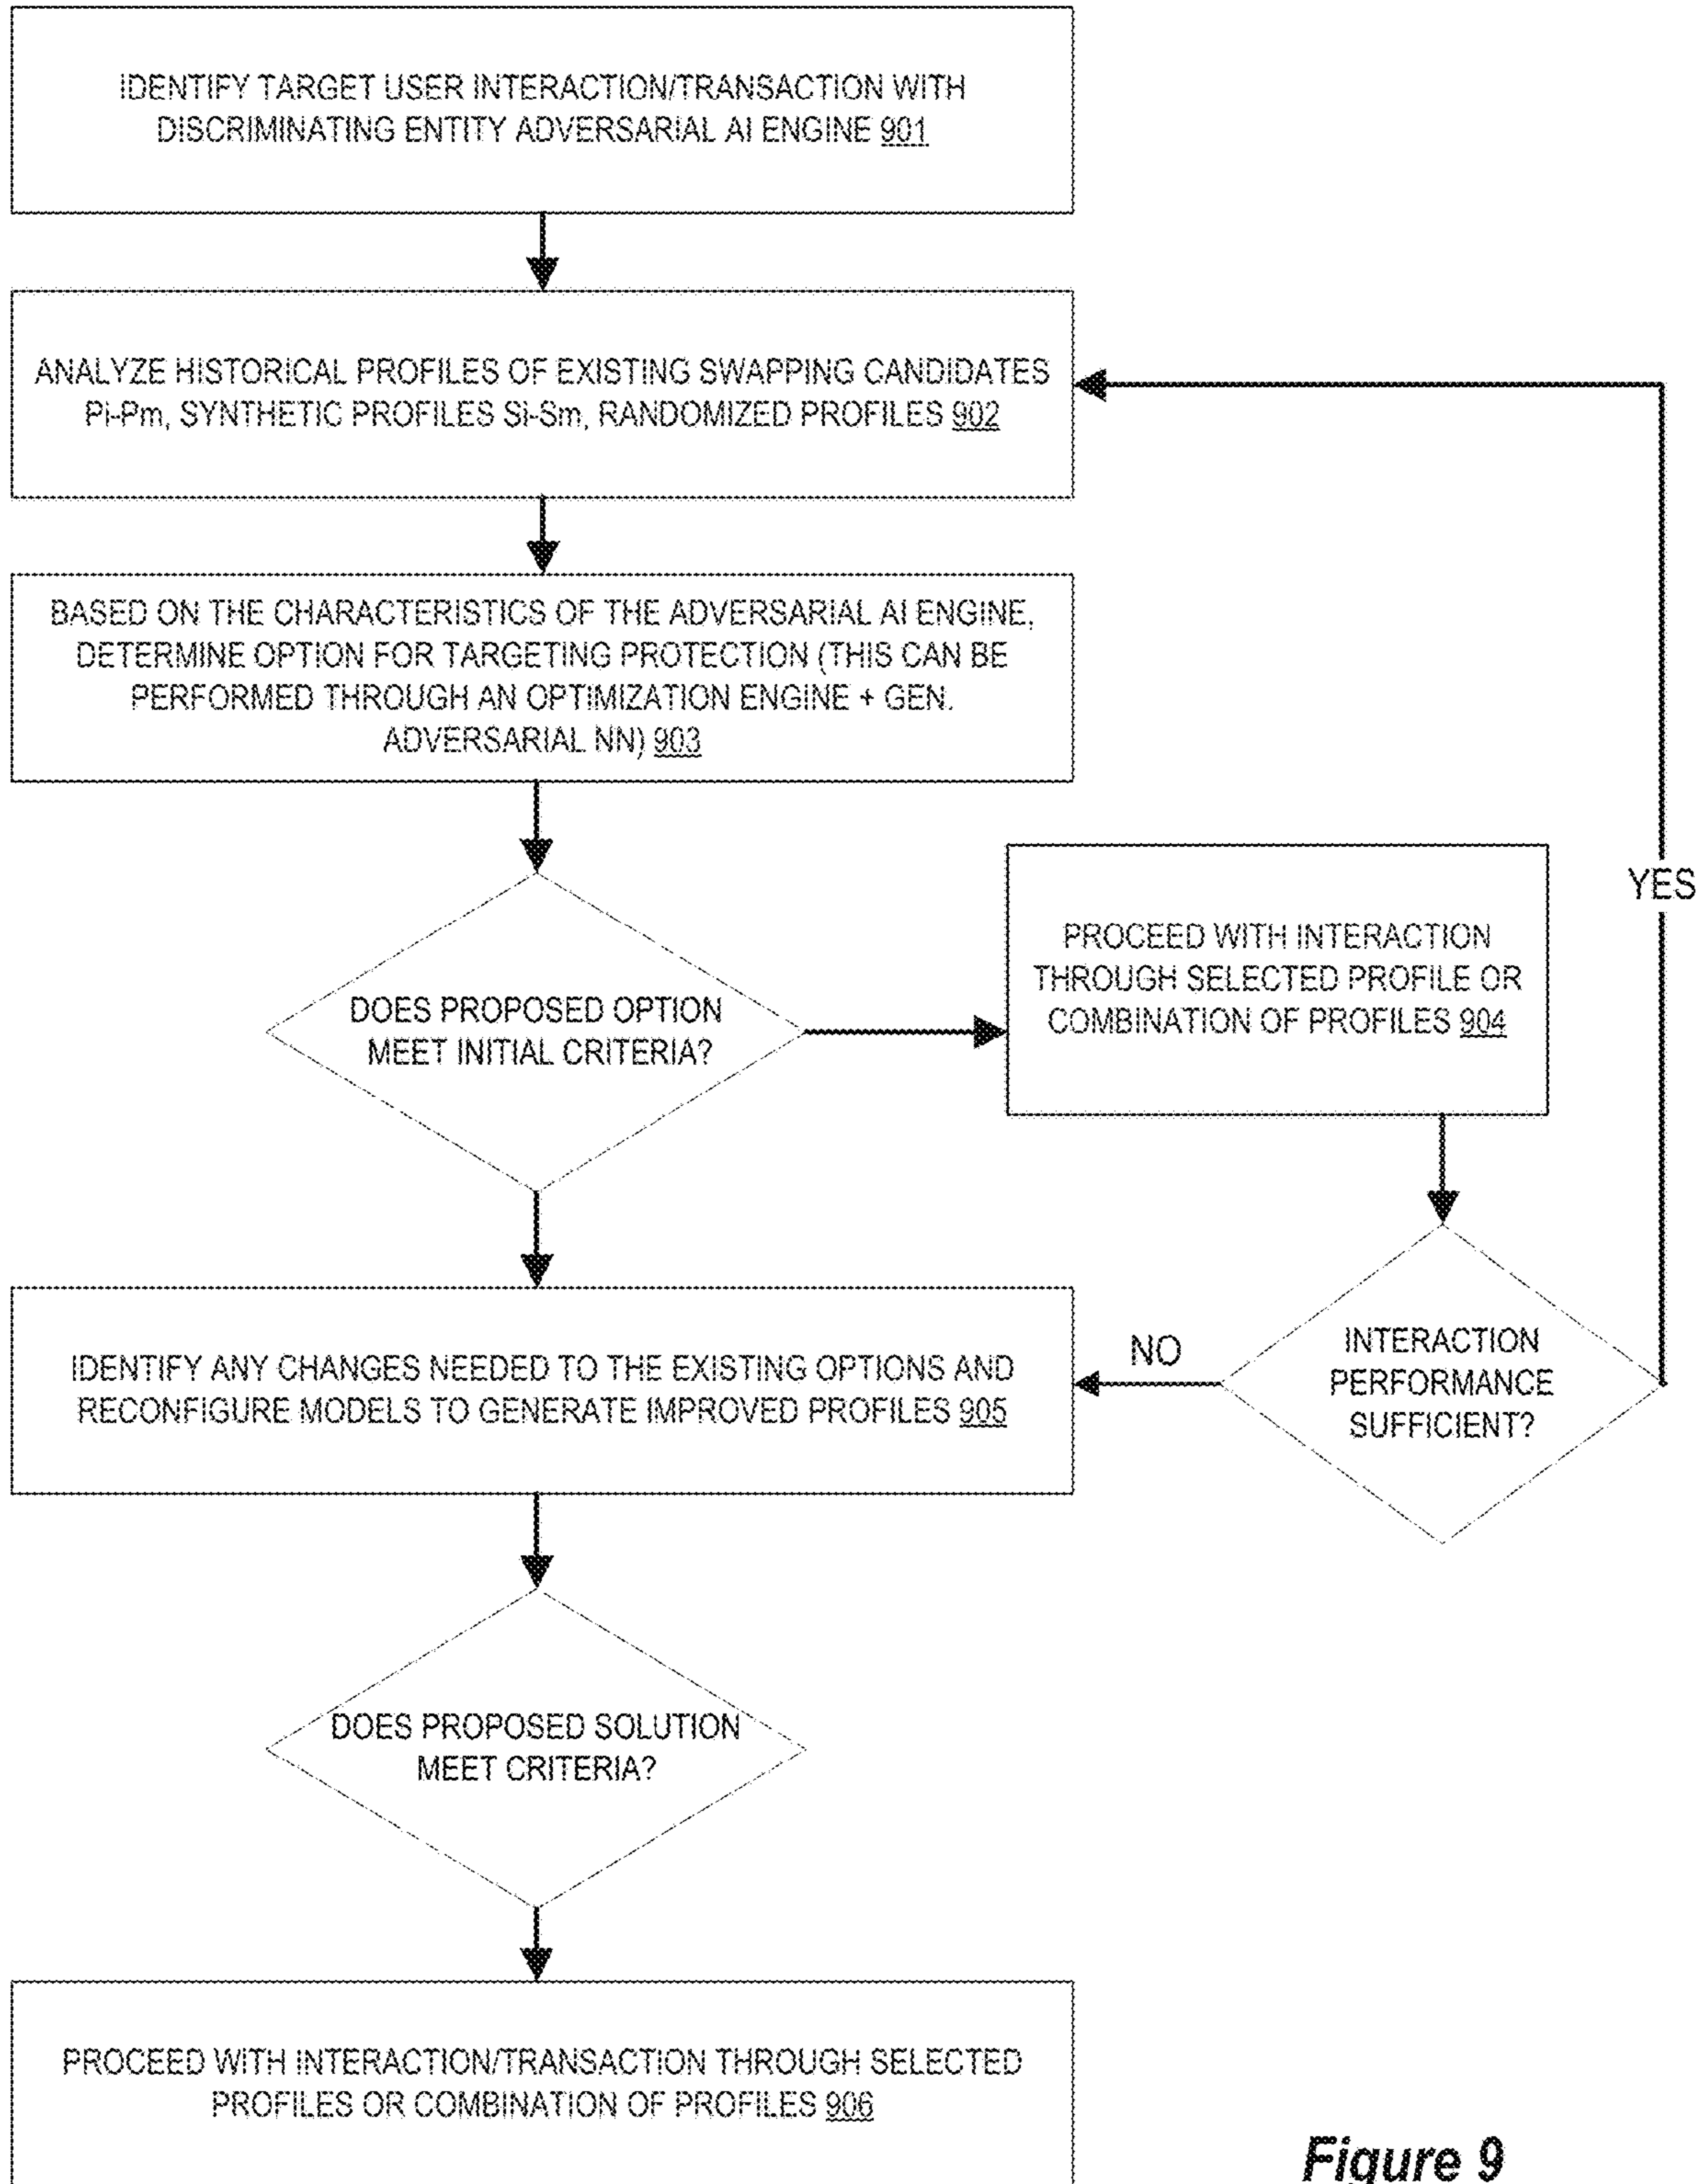 IDENTIFY TARGET USER INTERACTION/TRANSACTION WITH
DISCRIMINATING ENTITY ADVERSARIAL AI ENGINE 901
ANALYZE HISTORICAL PROFILES OF EXISTING SWAPPING CANDIDATES
Pi-Pm, SYNTHETIC PROFILES Si-Sm, RANDOMIZED PROFILES 902
BASED ON THE CHARACTERISTICS OF THE ADVERSARIAL AI ENGINE,
DETERMINE OPTION FOR TARGETING PROTECTION (THIS CAN BE
PERFORMED THROUGH AN OPTIMIZATION ENGINE + GEN.
ADVERSARIAL NN) 903
YES
PROCEED WITH INTERACTION
THROUGH SELECTED PROFILE OR
COMBINATION OF PROFILES 904
DOES PROPOSED OPTION
MEET INITIAL CRITERIA?
INTERACTION
PERFORMANCE
SUFFICIENT?
NO
IDENTIFY ANY CHANGES NEEDED TO THE EXISTING OPTIONS AND
RECONFIGURE MODELS TO GENERATE IMPROVED PROFILES 905
DOES PROPOSED SOLUTION
MEET CRITERIA?
PROCEED WITH INTERACTION/TRANSACTION THROUGH SELECTED
PROFILES OR COMBINATION OF PROFILES 906
Figure 9